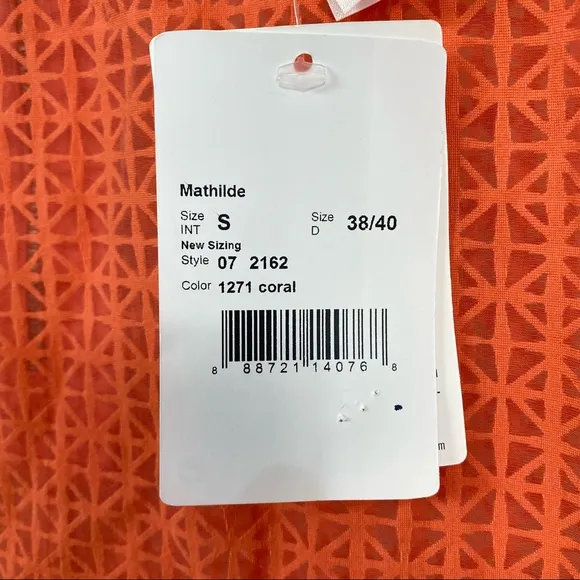 Mathilde
Size INT S Size D 38/40
New Sizing
Style 07 2162
Color 1271 coral
8 88721 14076 8
m